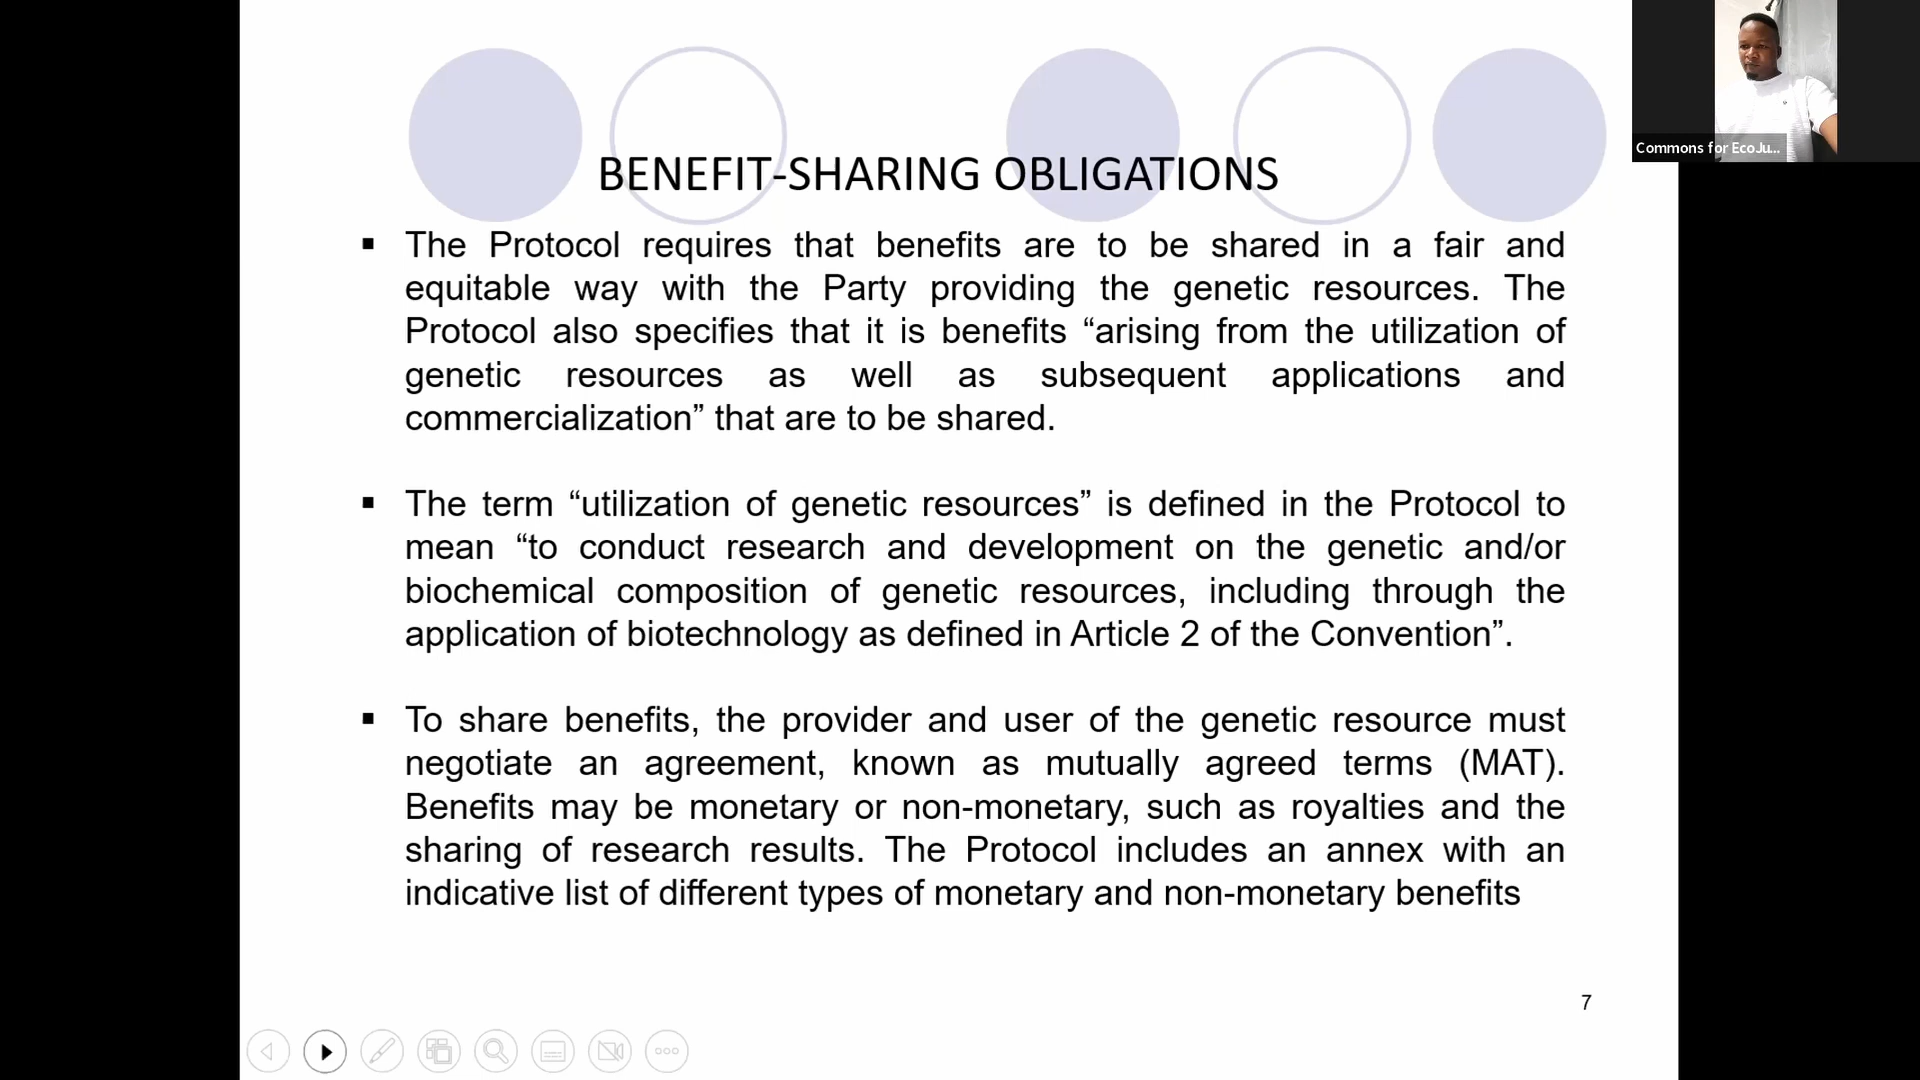 BENEFIT-SHARING OBLIGATIONS
▪ The Protocol requires that benefits are to be shared in a fair and
equitable way with the Party providing the genetic resources. The
Protocol also specifies that it is benefits “arising from the utilization of
genetic resources as well as subsequent applications and
commercialization” that are to be shared.
▪ The term “utilization of genetic resources” is defined in the Protocol to
mean “to conduct research and development on the genetic and/or
biochemical composition of genetic resources, including through the
application of biotechnology as defined in Article 2 of the Convention”.
▪ To share benefits, the provider and user of the genetic resource must
negotiate an agreement, known as mutually agreed terms (MAT).
Benefits may be monetary or non-monetary, such as royalties and the
sharing of research results. The Protocol includes an annex with an
indicative list of different types of monetary and non-monetary benefits
7
Commons for EcoJu...